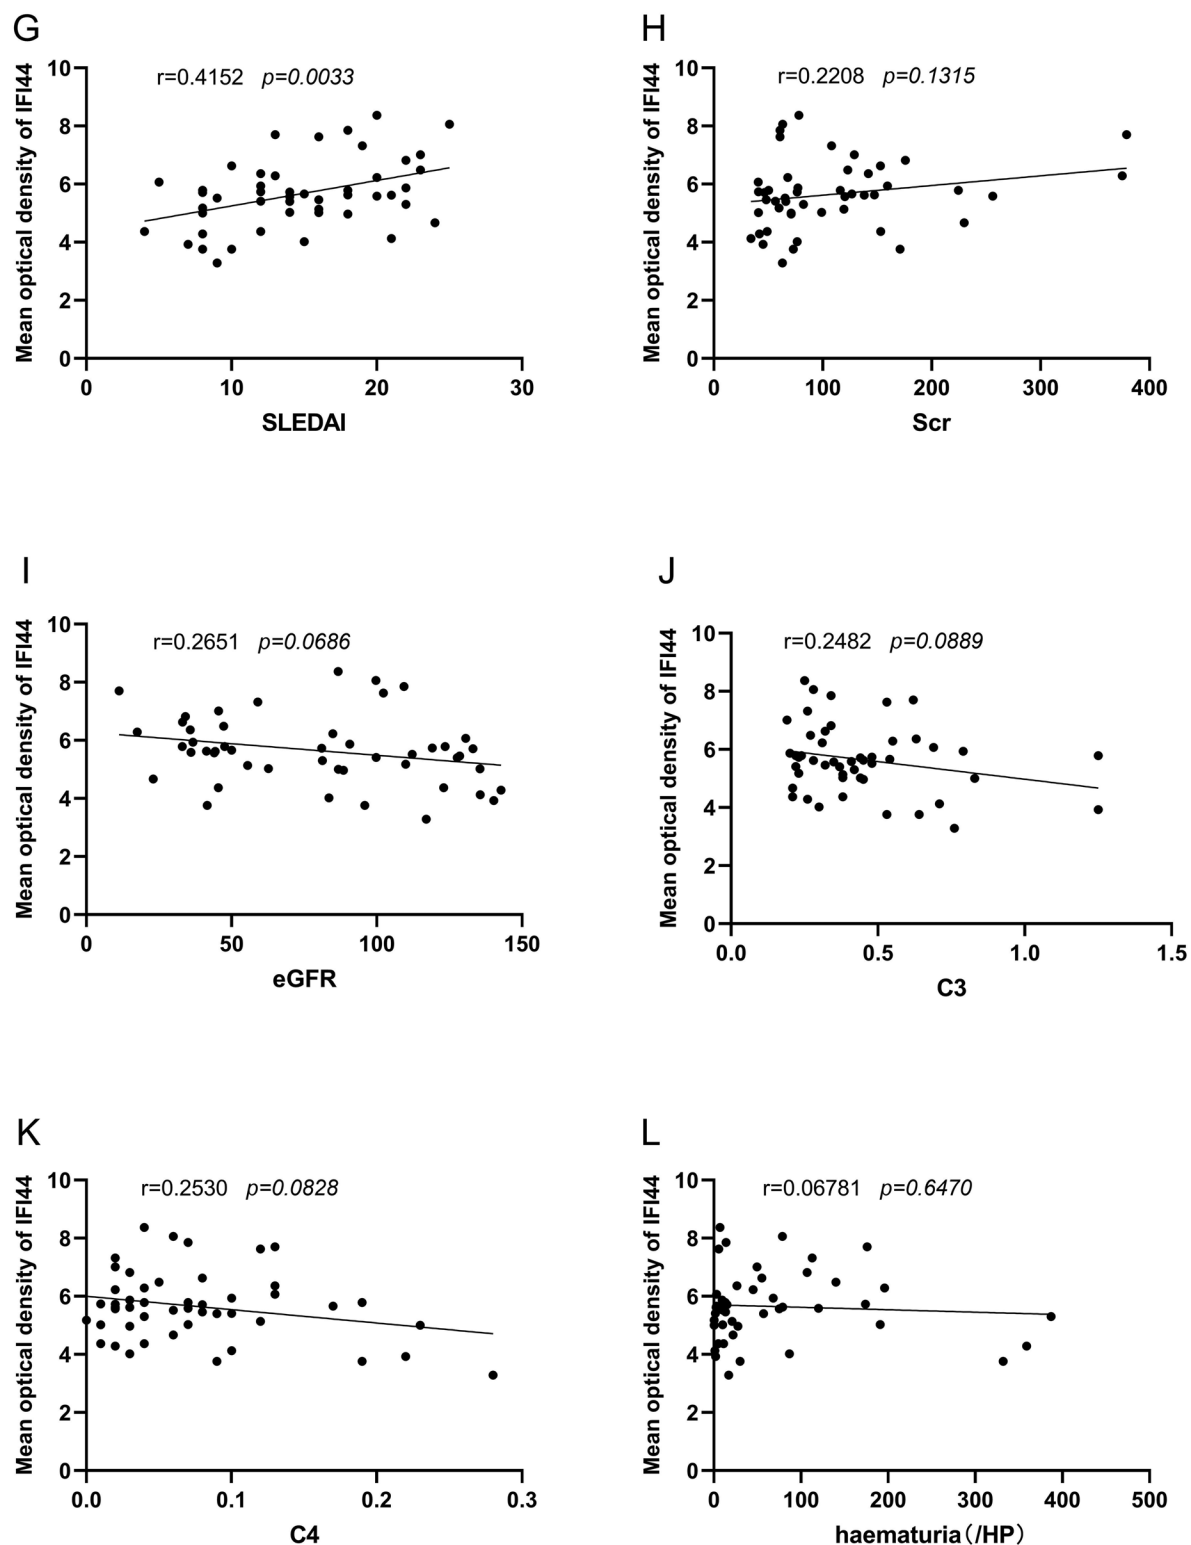 G
r=0.4152 p=0.0033
Mean optical density of IFI44
10
8
6
4
2
0
0 10 20 30
SLEDAI
H
r=0.2208 p=0.1315
Mean optical density of IFI44
10
8
6
4
2
0
0 100 200 300 400
Scr
I
r=0.2651 p=0.0686
Mean optical density of IFI44
10
8
6
4
2
0
0 50 100 150
eGFR
J
r=0.2482 p=0.0889
Mean optical density of IFI44
10
8
6
4
2
0
0.0 0.5 1.0 1.5
C3
K
r=0.2530 p=0.0828
Mean optical density of IFI44
10
8
6
4
2
0
0.0 0.1 0.2 0.3
C4
L
r=0.06781 p=0.6470
Mean optical density of IFI44
10
8
6
4
2
0
0 100 200 300 400 500
haematuria（/HP）